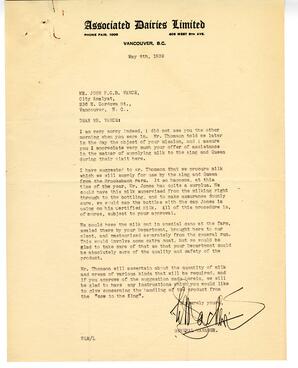 Associated Dairies Limited
PHONE FAIR. 1000
405 WEST 8TH AVE.
VANCOUVER, B.C.
May 9th, 1939
MR. JOHN F.C.B. VANCE,
City Analyst,
236 E. Cordova St.,
Vancouver, B. C.
DEAR MR. VANCE:
I am very sorry indeed, I did not see you the other
morning when you were in. Mr. Thomson told me later
in the day the object of your mission, and I assure
you I appreciate very much your offer of assistance
in the matter of supplying milk to the King and Queen
during their visit here.
I have suggested to Mr. Thomson that we procure milk
which we will supply for use by the King and Queen
from the Brooksbank Farm. It so happens, at this
time of the year, Mr. Jones has quite a surplus. We
could have this milk supervised from the milking right
through to the bottling, and to make assurance doubly
sure, we could cap the bottles with the cap Jones is
using on his Certified Milk. All of this procedure is,
of course, subject to your approval.
We could have the milk put in special cans at the farm,
sealed there by your Department, brought here to our
plant, and pasteurized separately from the general run.
This would involve some extra work, but we would be
glad to take care of so that your Department could
be absolutely sure of the quality and safety of the
product.
Mr. Thomson will ascertain about the quantity of milk
and cream of various kinds that will be required, and if
you approve of the suggestion made herein, we will
be glad to have any instructions which you would like
to give concerning the handling of the product from
the "Cow to the King".
Sincerely yours,
GENERAL MANAGER.